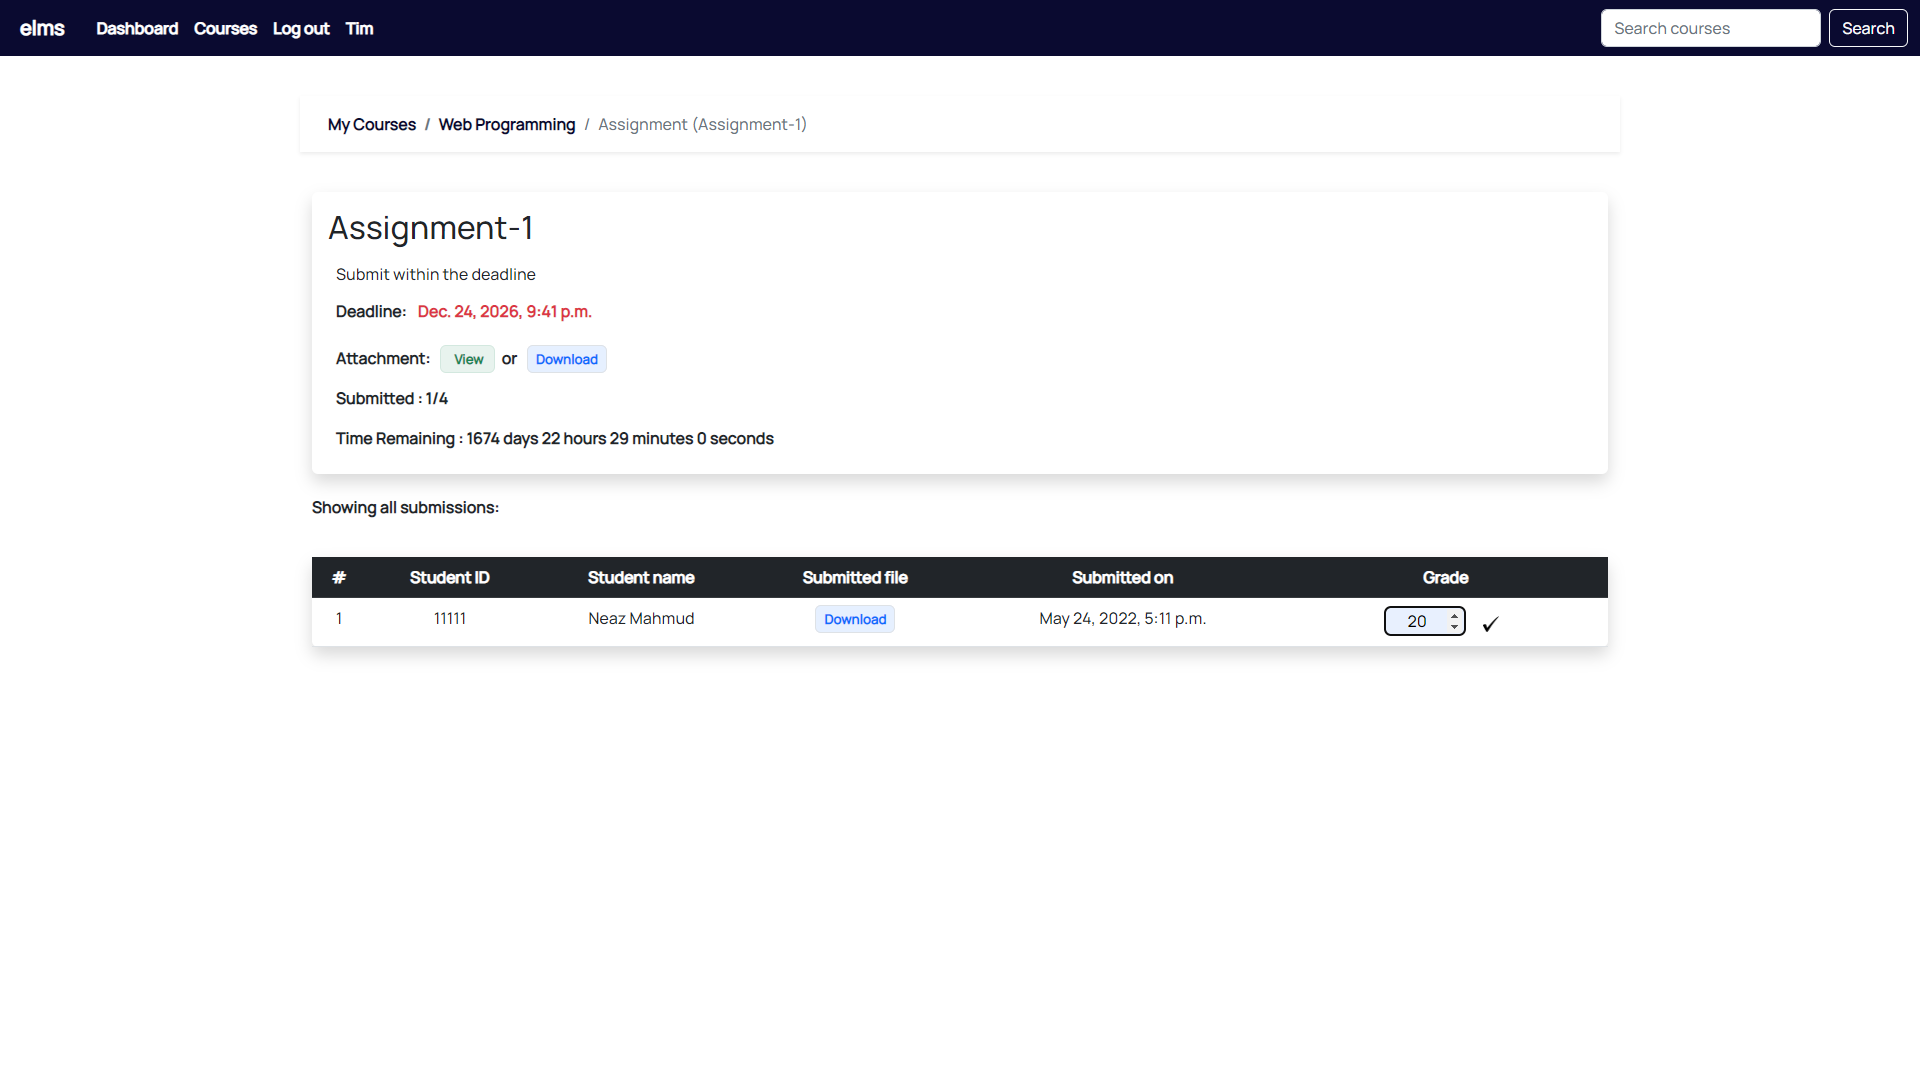 elms Dashboard Courses Log out Tim Search courses Search
My Courses / Web Programming / Assignment (Assignment-1)
Assignment-1
Submit within the deadline
Deadline: Dec. 24, 2026, 9:41 p.m.
Attachment: View or Download
Submitted : 1/4
Time Remaining : 1674 days 22 hours 29 minutes 0 seconds
Showing all submissions:
# Student ID Student name Submitted file Submitted on Grade
1 11111 Neaz Mahmud Download May 24, 2022, 5:11 p.m. 20 ✓